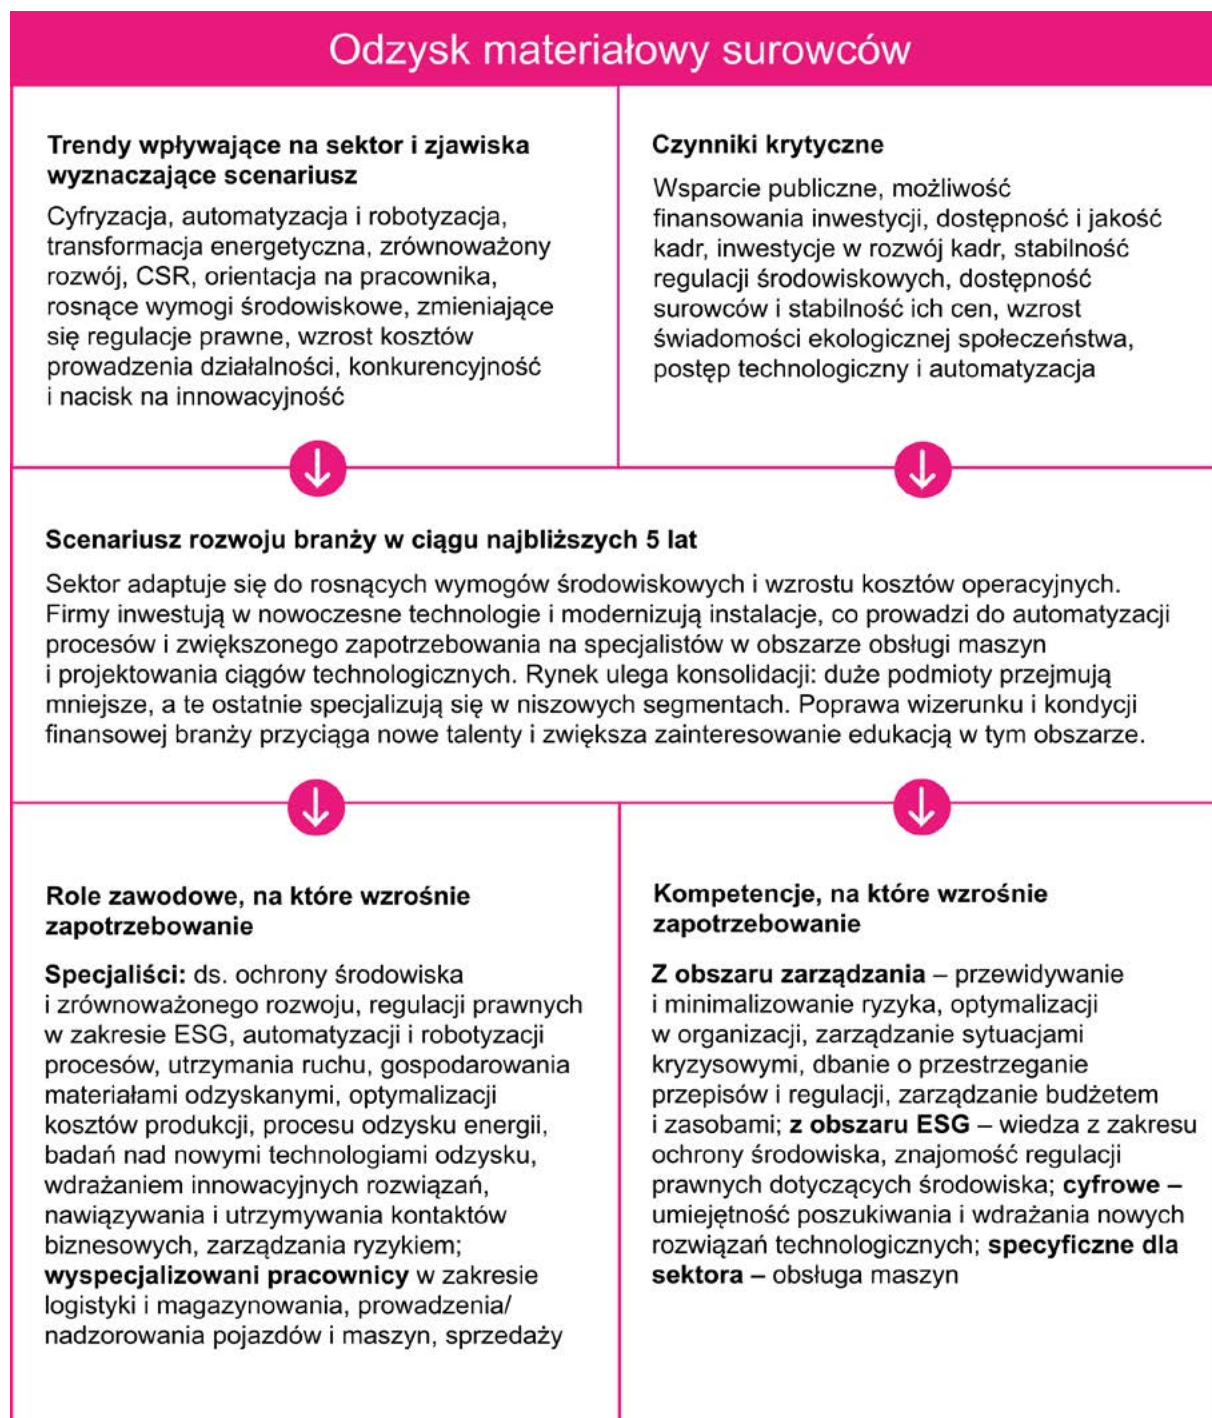 Odzysk materiałowy surowców
Trendy wpływające na sektor i zjawiska
wyznaczające scenariusz
Cyfryzacja, automatyzacja i robotyzacja,
transformacja energetyczna, zrównoważony
rozwój, CSR, orientacja na pracownika,
rosnące wymogi środowiskowe, zmieniające
się regulacje prawne, wzrost kosztów
prowadzenia działalności, konkurencyjność
i nacisk na innowacyjność
Czynniki krytyczne
Wsparcie publiczne, możliwość
finansowania inwestycji, dostępność i jakość
kadr, inwestycje w rozwój kadr, stabilność
regulacji środowiskowych, dostępność
surowców i stabilność ich cen, wzrost
świadomości ekologicznej społeczeństwa,
postęp technologiczny i automatyzacja
Scenariusz rozwoju branży w ciągu najbliższych 5 lat
Sektor adaptuje się do rosnących wymogów środowiskowych i wzrostu kosztów operacyjnych.
Firmy inwestują w nowoczesne technologie i modernizują instalacje, co prowadzi do automatyzacji
procesów i zwiększonego zapotrzebowania na specjalistów w obszarze obsługi maszyn
i projektowania ciągów technologicznych. Rynek ulega konsolidacji: duże podmioty przejmują
mniejsze, a te ostatnie specjalizują się w niszowych segmentach. Poprawa wizerunku i kondycji
finansowej branży przyciąga nowe talenty i zwiększa zainteresowanie edukacją w tym obszarze.
Role zawodowe, na które wzrośnie
zapotrzebowanie
Specjaliści: ds. ochrony środowiska
i zrównoważonego rozwoju, regulacji prawnych
w zakresie ESG, automatyzacji i robotyzacji
procesów, utrzymania ruchu, gospodarowania
materiałami odzyskanymi, optymalizacji
kosztów produkcji, procesu odzysku energii,
badań nad nowymi technologiami odzysku,
wdrażaniem innowacyjnych rozwiązań,
nawiązywania i utrzymywania kontaktów
biznesowych, zarządzania ryzykiem;
wyspecjalizowani pracownicy w zakresie
logistyki i magazynowania, prowadzenia/
nadzorowania pojazdów i maszyn, sprzedaży
Kompetencje, na które wzrośnie
zapotrzebowanie
Z obszaru zarządzania – przewidywanie
i minimalizowanie ryzyka, optymalizacji
w organizacji, zarządzanie sytuacjami
kryzysowymi, dbanie o przestrzeganie
przepisów i regulacji, zarządzanie budżetem
i zasobami; z obszaru ESG – wiedza z zakresu
ochrony środowiska, znajomość regulacji
prawnych dotyczących środowiska; cyfrowe –
umiejętność poszukiwania i wdrażania nowych
rozwiązań technologicznych; specyficzne dla
sektora – obsługa maszyn